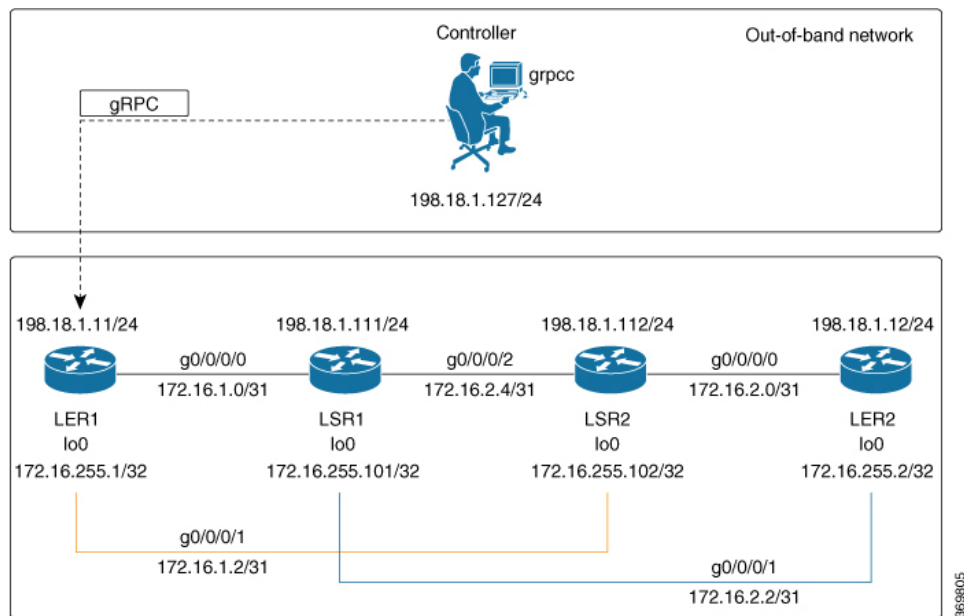 Controller
Out-of-band network
grpcc
gRPC
198.18.1.127/24
198.18.1.11/24
198.18.1.111/24
198.18.1.112/24
198.18.1.12/24
g0/0/0/0
g0/0/0/2
g0/0/0/0
172.16.1.0/31
172.16.2.4/31
172.16.2.0/31
LER1
LSR1
LSR2
LER2
lo0
lo0
lo0
lo0
172.16.255.1/32
172.16.255.101/32
172.16.255.102/32
172.16.255.2/32
g0/0/0/1
172.16.1.2/31
g0/0/0/1
172.16.2.2/31
369805